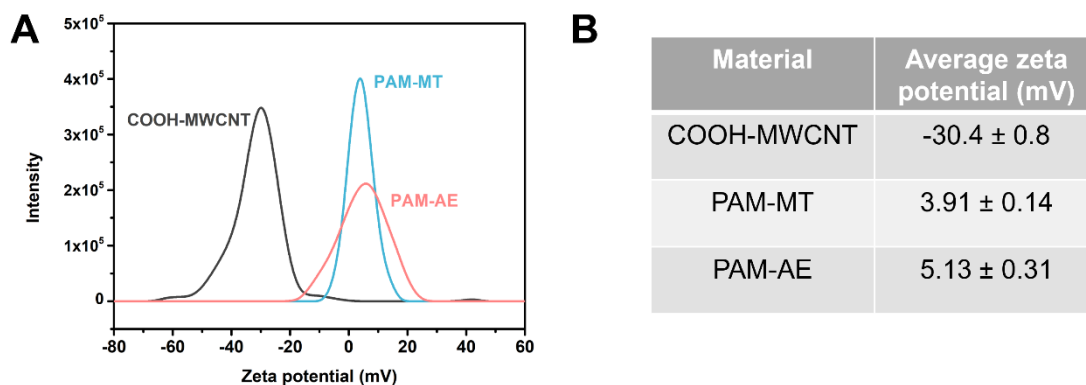 A
5x10⁵
4x10⁵
3x10⁵
2x10⁵
1x10⁵
0
Intensity
COOH-MWCNT
PAM-MT
PAM-AE
-80 -60 -40 -20 0 20 40 60
Zeta potential (mV)
B
Material Average zeta
potential (mV)
COOH-MWCNT -30.4 ± 0.8
PAM-MT 3.91 ± 0.14
PAM-AE 5.13 ± 0.31